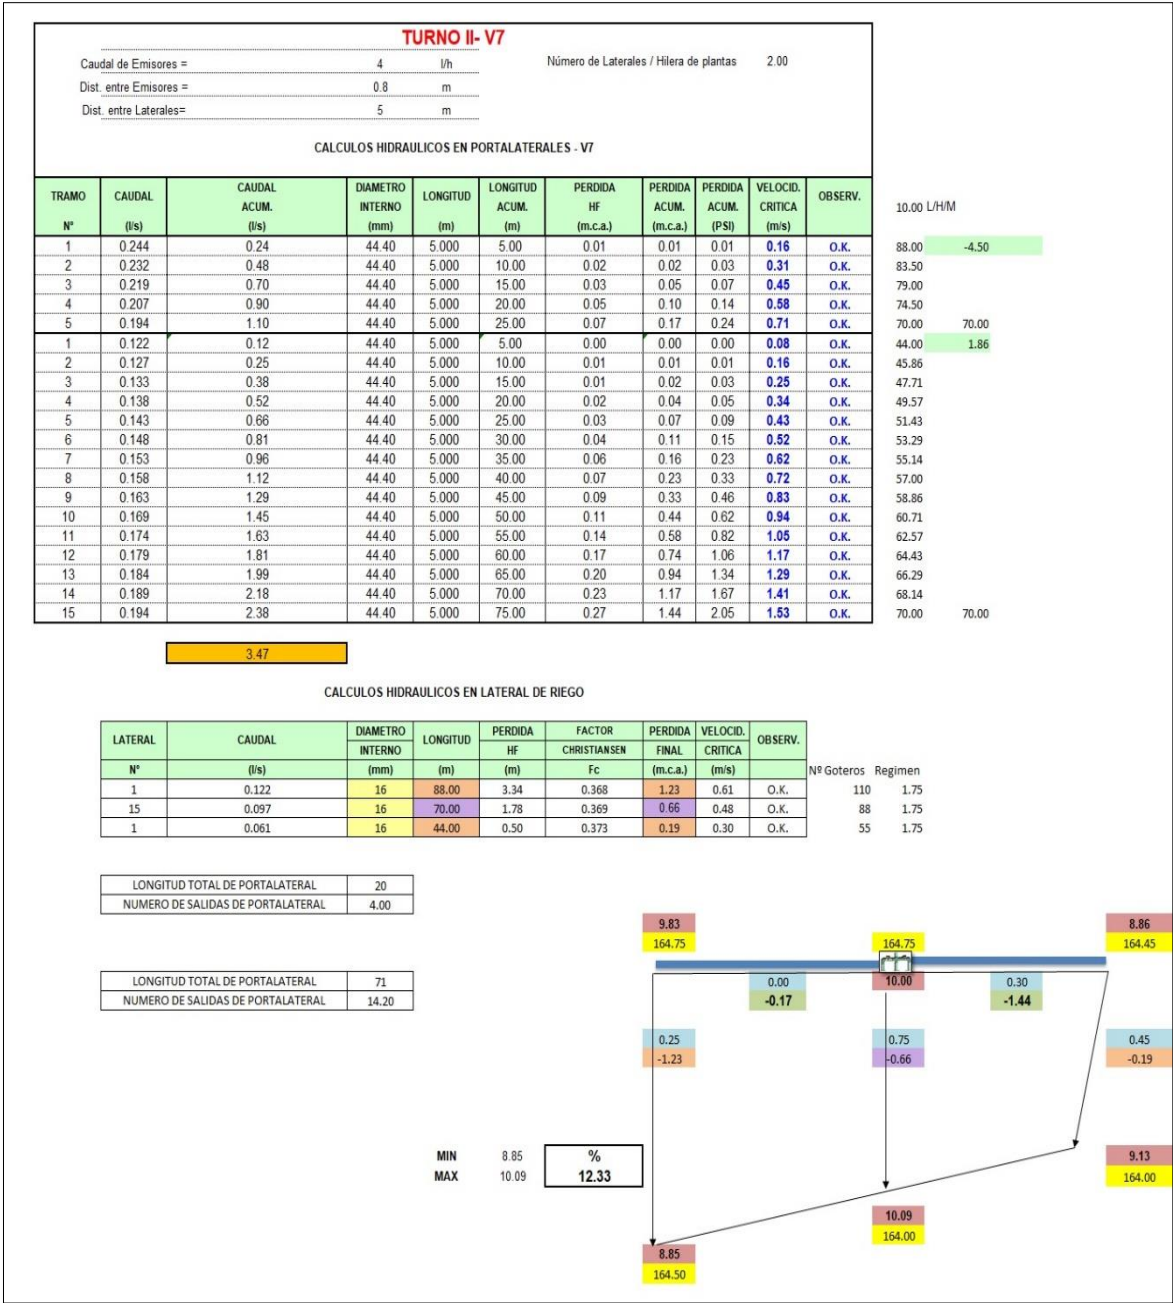 TURNO II- V7
Caudal de Emisores = 4 l/h Número de Laterales / Hilera de plantas 2.00
Dist. entre Emisores = 0.8 m
Dist. entre Laterales= 5 m
CALCULOS HIDRAULICOS EN PORTALATERALES - V7
TRAMO CAUDAL CAUDAL DIAMETRO LONGITUD LONGITUD PERDIDA PERDIDA PERDIDA VELOCID. OBSERV.
ACUM. INTERNO ACUM. HF ACUM. ACUM. CRITICA
N° (l/s) (l/s) (mm) (m) (m) (m.c.a.) (m.c.a.) (PSI) (m/s) 10.00 L/H/M
1 0.244 0.24 44.40 5.000 5.00 0.01 0.01 0.01 0.16 O.K. 88.00 -4.50
2 0.232 0.48 44.40 5.000 10.00 0.02 0.02 0.03 0.31 O.K. 83.50
3 0.219 0.70 44.40 5.000 15.00 0.03 0.05 0.07 0.45 O.K. 79.00
4 0.207 0.90 44.40 5.000 20.00 0.05 0.10 0.14 0.58 O.K. 74.50
5 0.194 1.10 44.40 5.000 25.00 0.07 0.17 0.24 0.71 O.K. 70.00 70.00
1 0.122 0.12 44.40 5.000 5.00 0.00 0.00 0.00 0.08 O.K. 44.00 1.86
2 0.127 0.25 44.40 5.000 10.00 0.01 0.01 0.01 0.16 O.K. 45.86
3 0.133 0.38 44.40 5.000 15.00 0.01 0.02 0.03 0.25 O.K. 47.71
4 0.138 0.52 44.40 5.000 20.00 0.02 0.04 0.05 0.34 O.K. 49.57
5 0.143 0.66 44.40 5.000 25.00 0.03 0.07 0.09 0.43 O.K. 51.43
6 0.148 0.81 44.40 5.000 30.00 0.04 0.11 0.15 0.52 O.K. 53.29
7 0.153 0.96 44.40 5.000 35.00 0.06 0.16 0.23 0.62 O.K. 55.14
8 0.158 1.12 44.40 5.000 40.00 0.07 0.23 0.33 0.72 O.K. 57.00
9 0.163 1.29 44.40 5.000 45.00 0.09 0.33 0.46 0.83 O.K. 58.86
10 0.169 1.45 44.40 5.000 50.00 0.11 0.44 0.62 0.94 O.K. 60.71
11 0.174 1.63 44.40 5.000 55.00 0.14 0.58 0.82 1.05 O.K. 62.57
12 0.179 1.81 44.40 5.000 60.00 0.17 0.74 1.06 1.17 O.K. 64.43
13 0.184 1.99 44.40 5.000 65.00 0.20 0.94 1.34 1.29 O.K. 66.29
14 0.189 2.18 44.40 5.000 70.00 0.23 1.17 1.67 1.41 O.K. 68.14
15 0.194 2.38 44.40 5.000 75.00 0.27 1.44 2.05 1.53 O.K. 70.00 70.00
3.47
CALCULOS HIDRAULICOS EN LATERAL DE RIEGO
LATERAL CAUDAL DIAMETRO LONGITUD PERDIDA FACTOR PERDIDA VELOCID. OBSERV.
INTERNO HF CHRISTIANSEN FINAL CRITICA
N° (l/s) (mm) (m) (m) Fc (m.c.a.) (m/s) Nº Goteros Regimen
1 0.122 16 88.00 3.34 0.368 1.23 0.61 O.K. 110 1.75
15 0.097 16 70.00 1.78 0.369 0.66 0.48 O.K. 88 1.75
1 0.061 16 44.00 0.50 0.373 0.19 0.30 O.K. 55 1.75
LONGITUD TOTAL DE PORTALATERAL 20
NUMERO DE SALIDAS DE PORTALATERAL 4.00
9.83 8.86
164.75 164.75 164.45
LONGITUD TOTAL DE PORTALATERAL 71 0.00 10.00 0.30
NUMERO DE SALIDAS DE PORTALATERAL 14.20 -0.17 -1.44
0.25 0.75 0.45
-1.23 -0.66 -0.19
MIN 8.85 % 9.13
MAX 10.09 12.33 164.00
10.09
164.00
8.85
164.50